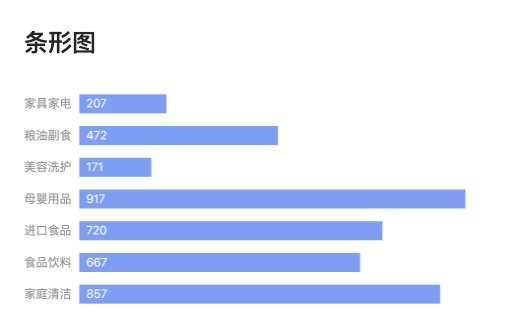 条形图
家具家电 207
粮油副食 472
美容洗护 171
母婴用品 917
进口食品 720
食品饮料 667
家庭清洁 857